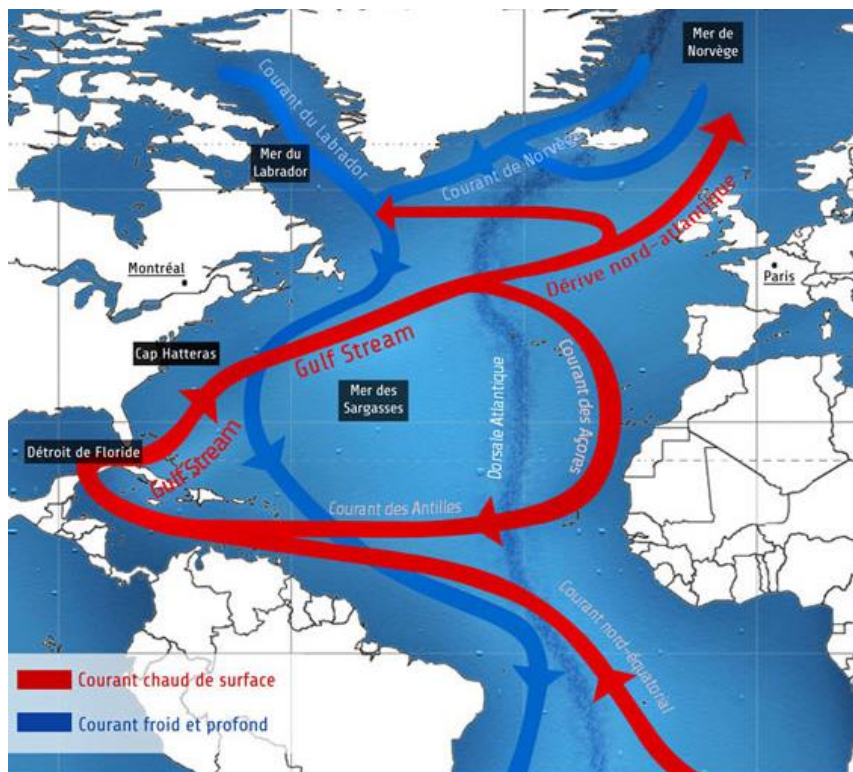 Mer de
Norvège
Courant du Labrador
Mer du
Labrador
Courant de Norvège
Montréal
Dérive nord-atlantique
Paris
Cap Hatteras
Gulf Stream
Mer des
Sargasses
Dorsale Atlantique
Courant des Açores
Détroit de Floride
Gulf Stream
Courant des Antilles
Courant nord-équatorial
Courant chaud de surface
Courant froid et profond